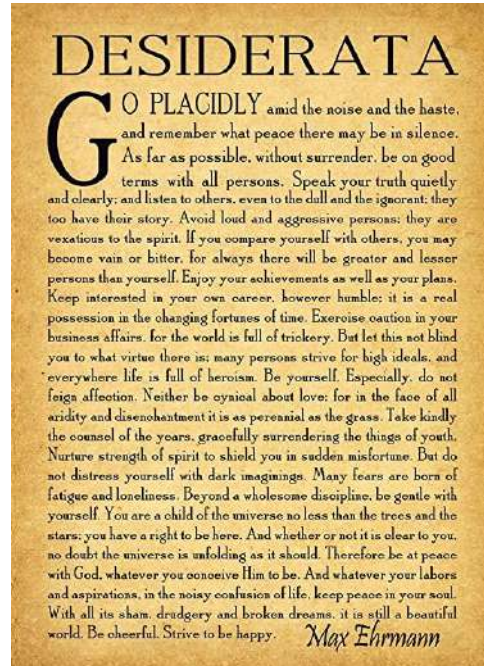 DESIDERATA
GO PLACIDLY amid the noise and the haste,
and remember what peace there may be in silence.
As far as possible, without surrender, be on good
terms with all persons. Speak your truth quietly
and clearly; and listen to others, even to the dull and the ignorant; they
too have their story. Avoid loud and aggressive persons; they are
vexatious to the spirit. If you compare yourself with others, you may
become vain or bitter, for always there will be greater and lesser
persons than yourself. Enjoy your achievements as well as your plans.
Keep interested in your own career, however humble; it is a real
possession in the changing fortunes of time. Exercise caution in your
business affairs, for the world is full of trickery. But let this not blind
you to what virtue there is; many persons strive for high ideals, and
everywhere life is full of heroism. Be yourself. Especially, do not
feign affection. Neither be cynical about love; for in the face of all
aridity and disenchantment it is as perennial as the grass. Take kindly
the counsel of the years, gracefully surrendering the things of youth.
Nurture strength of spirit to shield you in sudden misfortune. But do
not distress yourself with dark imaginings. Many fears are born of
fatigue and loneliness. Beyond a wholesome discipline, be gentle with
yourself. You are a child of the universe no less than the trees and the
stars; you have a right to be here. And whether or not it is clear to you,
no doubt the universe is unfolding as it should. Therefore be at peace
with God, whatever you conceive Him to be. And whatever your labors
and aspirations, in the noisy confusion of life, keep peace in your soul.
With all its sham, drudgery and broken dreams, it is still a beautiful
world. Be cheerful. Strive to be happy. Max Ehrmann